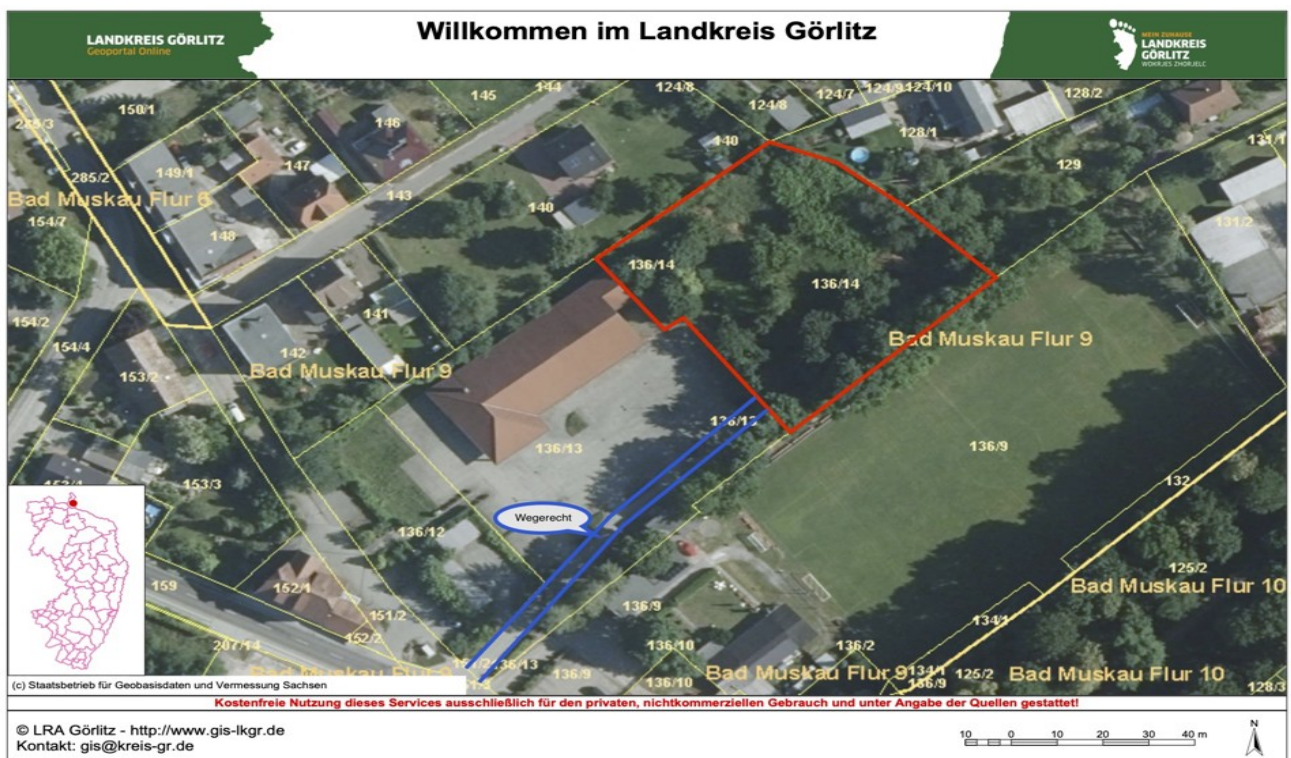 LANDKREIS GÖRLITZ
Geoportal Online
Willkommen im Landkreis Görlitz
MEIN ZUHAUSE
LANDKREIS
GÖRLITZ
WOKRJES ZHORJELC
150/1
145
144
124/8
124/8
124/7
124/9
124/10
128/2
146
128/1
131/1
285/2
149/1
147
140
129
143
Bad Muskau Flur 6
154/7
148
140
131/2
136/14
136/14
154/2
141
154/4
142
Bad Muskau Flur 9
Bad Muskau Flur 9
153/2
136/13
136/9
153/3
132
Wegerecht
136/12
125/2
159
152/1
Bad Muskau Flur 10
151/2
136/9
134/1
207/14
152/2
136/10
136/2
136/13
136/9
Bad Muskau Flur 9
125/2
Bad Muskau Flur 10
136/10
136/9
128/3
(c) Staatsbetrieb für Geobasisdaten und Vermessung Sachsen
Kostenfreie Nutzung dieses Services ausschließlich für den privaten, nichtkommerziellen Gebrauch und unter Angabe der Quellen gestattet!
© LRA Görlitz - http://www.gis-lkgr.de
Kontakt: gis@kreis-gr.de
10 0 10 20 30 40 m
N